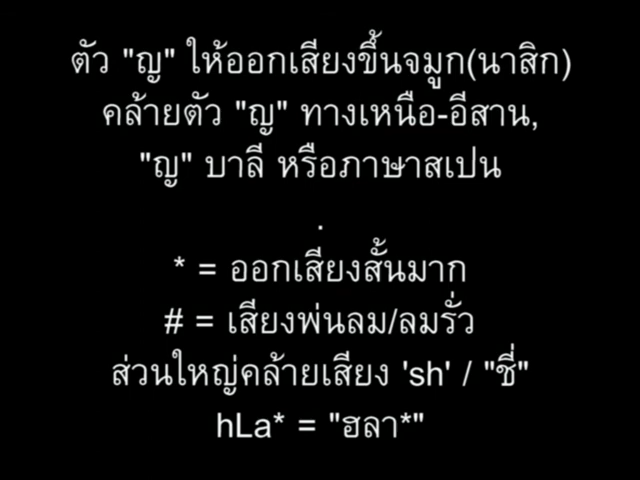 ตัว "ญ" ให้ออกเสียงขึ้นจมูก(นาสิก)
คล้ายตัว "ญ" ทางเหนือ-อีสาน,
"ญ" บาลี หรือภาษาสเปน
.
* = ออกเสียงสั้นมาก
# = เสียงพ่นลม/ลมรั่ว
ส่วนใหญ่คล้ายเสียง 'sh' / "ชี่"
hLa* = "ฮลา*"